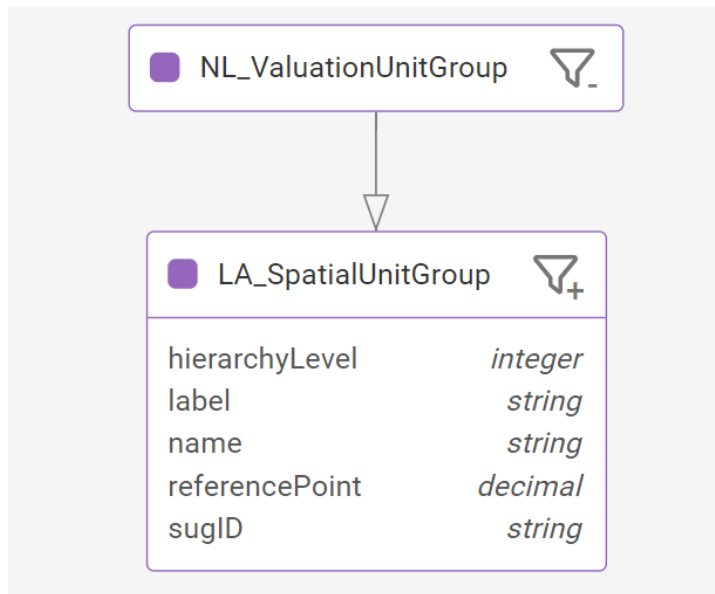 NL_ValuationUnitGroup
LA_SpatialUnitGroup
hierarchyLevel integer
label string
name string
referencePoint decimal
sugID string